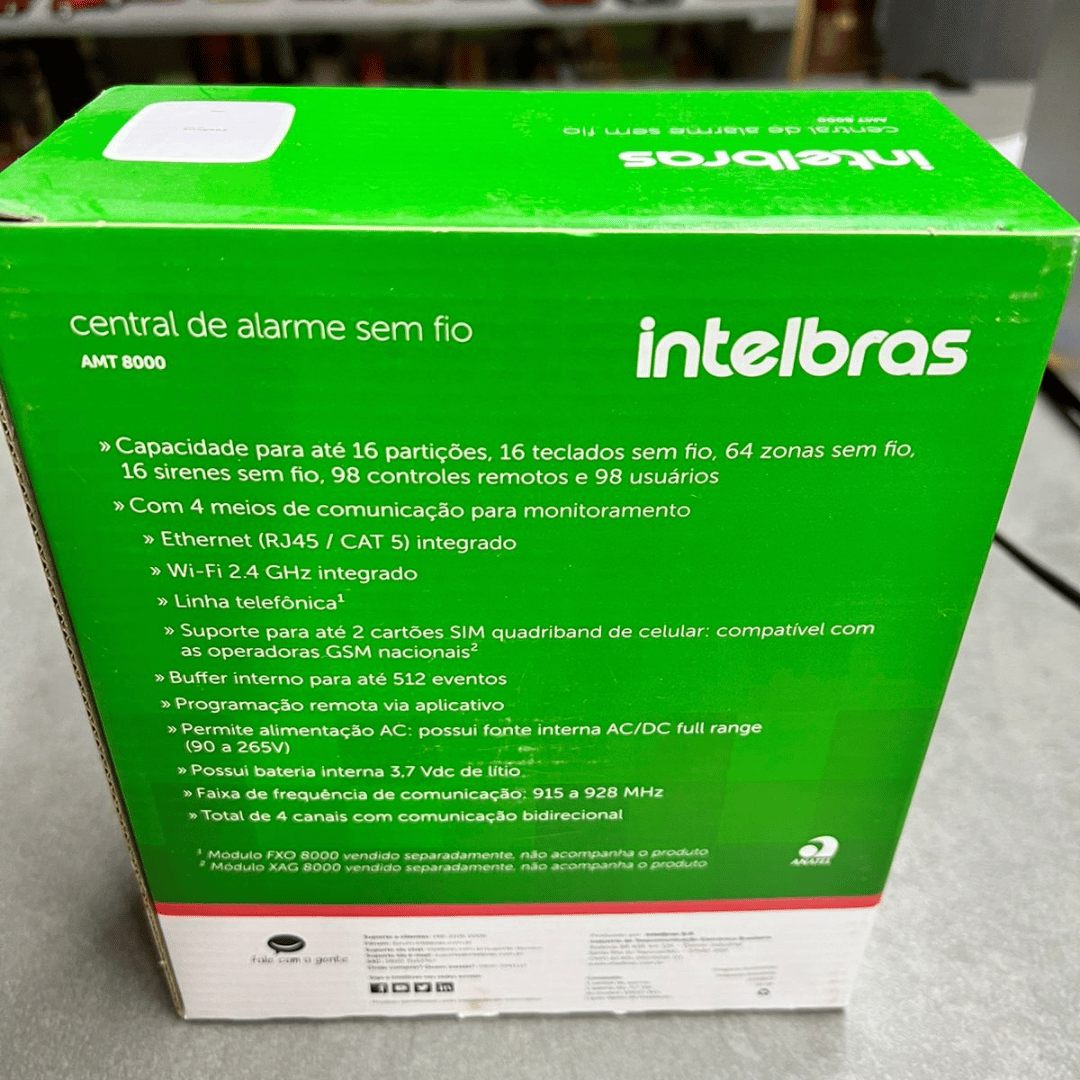 intelbras
central de alarme sem fio
AMT 8000
central de alarme sem fio
AMT 8000
intelbras
» Capacidade para até 16 partições, 16 teclados sem fio, 64 zonas sem fio,
16 sirenes sem fio, 98 controles remotos e 98 usuários
» Com 4 meios de comunicação para monitoramento
» Ethernet (RJ45 / CAT 5) integrado
» Wi-Fi 2.4 GHz integrado
» Linha telefônica¹
» Suporte para até 2 cartões SIM quadriband de celular: compatível com
as operadoras GSM nacionais²
» Buffer interno para até 512 eventos
» Programação remota via aplicativo
» Permite alimentação AC: possui fonte interna AC/DC full range
(90 a 265V)
» Possui bateria interna 3,7 Vdc de lítio
» Faixa de frequência de comunicação: 915 a 928 MHz
» Total de 4 canais com comunicação bidirecional
¹ Módulo FXO 8000 vendido separadamente, não acompanha o produto
² Módulo XAG 8000 vendido separadamente, não acompanha o produto
ANATEL
fale com a gente